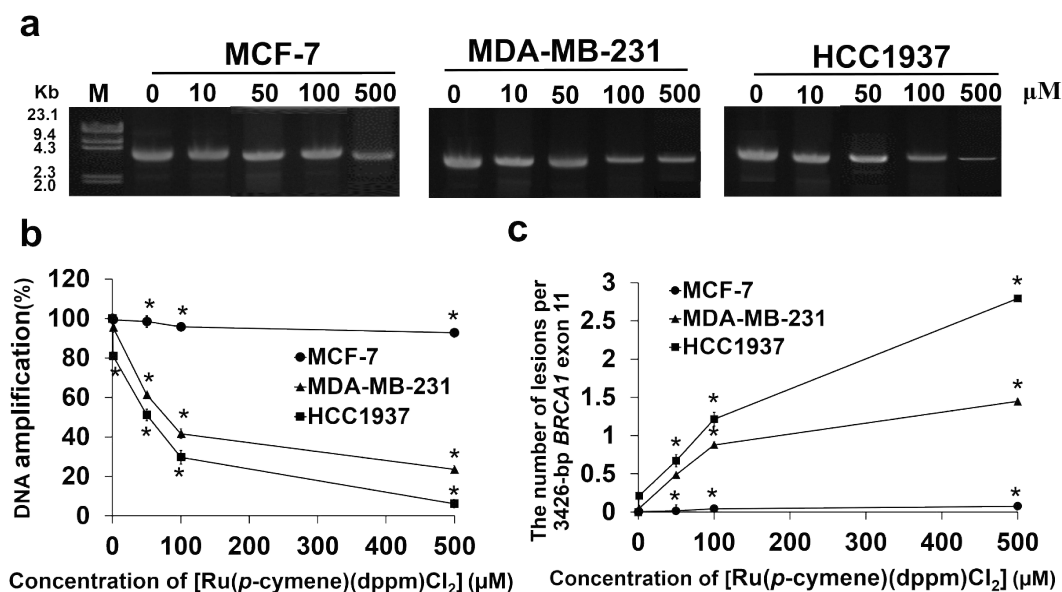 a
MCF-7
MDA-MB-231
HCC1937
Kb M 0 10 50 100 500 0 10 50 100 500 0 10 50 100 500 µM
23.1
9.4
4.3
2.3
2.0
b
120
100
80
60
40
20
0
DNA amplification(%)
* * *
MCF-7
MDA-MB-231
HCC1937
* * *
* * * *
0 100 200 300 400 500
Concentration of [Ru(p-cymene)(dppm)Cl₂] (µM)
c
3
2.5
2
1.5
1
0.5
0
The number of lesions per
3426-bp BRCA1 exon 11
MCF-7
MDA-MB-231
HCC1937
* * *
* *
* * *
0 100 200 300 400 500
Concentration of [Ru(p-cymene)(dppm)Cl₂] (µM)